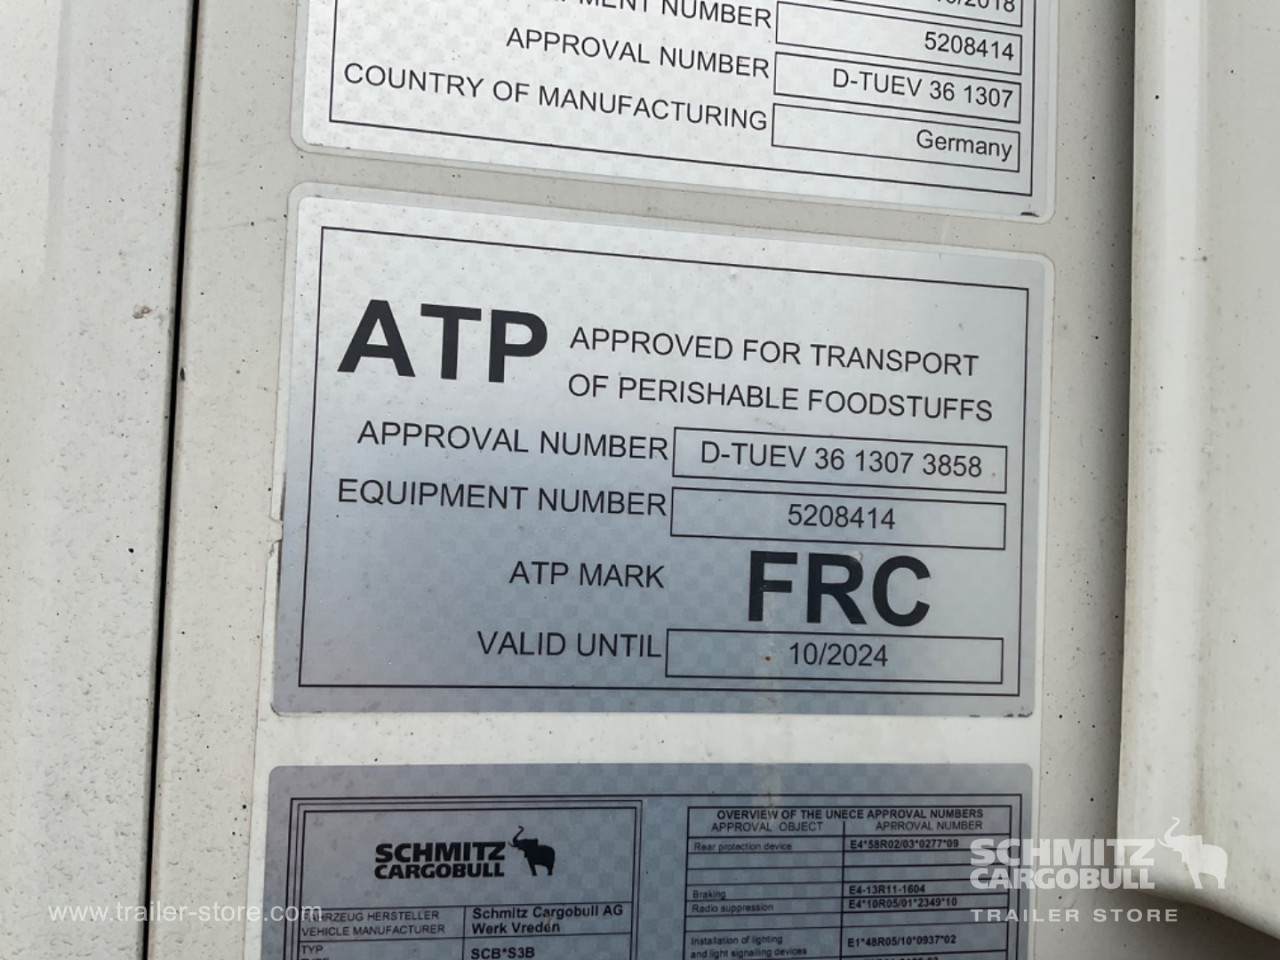 10/2018
NUMBER
5208414
APPROVAL NUMBER
D-TUEV 36 1307
COUNTRY OF MANUFACTURING
Germany
ATP
APPROVED FOR TRANSPORT
OF PERISHABLE FOODSTUFFS
APPROVAL NUMBER
D-TUEV 36 1307 3858
EQUIPMENT NUMBER
5208414
ATP MARK
FRC
VALID UNTIL
10/2024
SCHMITZ
CARGOBULL
HERSTELLER
Schmitz Cargobull AG
VEHICLE MANUFACTURER
Werk Vreden
TYP
SCB*S3B
OVERVIEW OF THE UNECE APPROVAL NUMBERS
APPROVAL OBJECT
APPROVAL NUMBER
Rear protection device
E4*58R02/03*0277*09
Braking
E4-13R11-1604
Radio suppression
E4*10R05/01*2349*10
Installation of lighting
and light signalling devices
E1*48R05/10*0937*02
www.trailer-store.com
SCHMITZ
CARGOBULL
TRAILER STORE